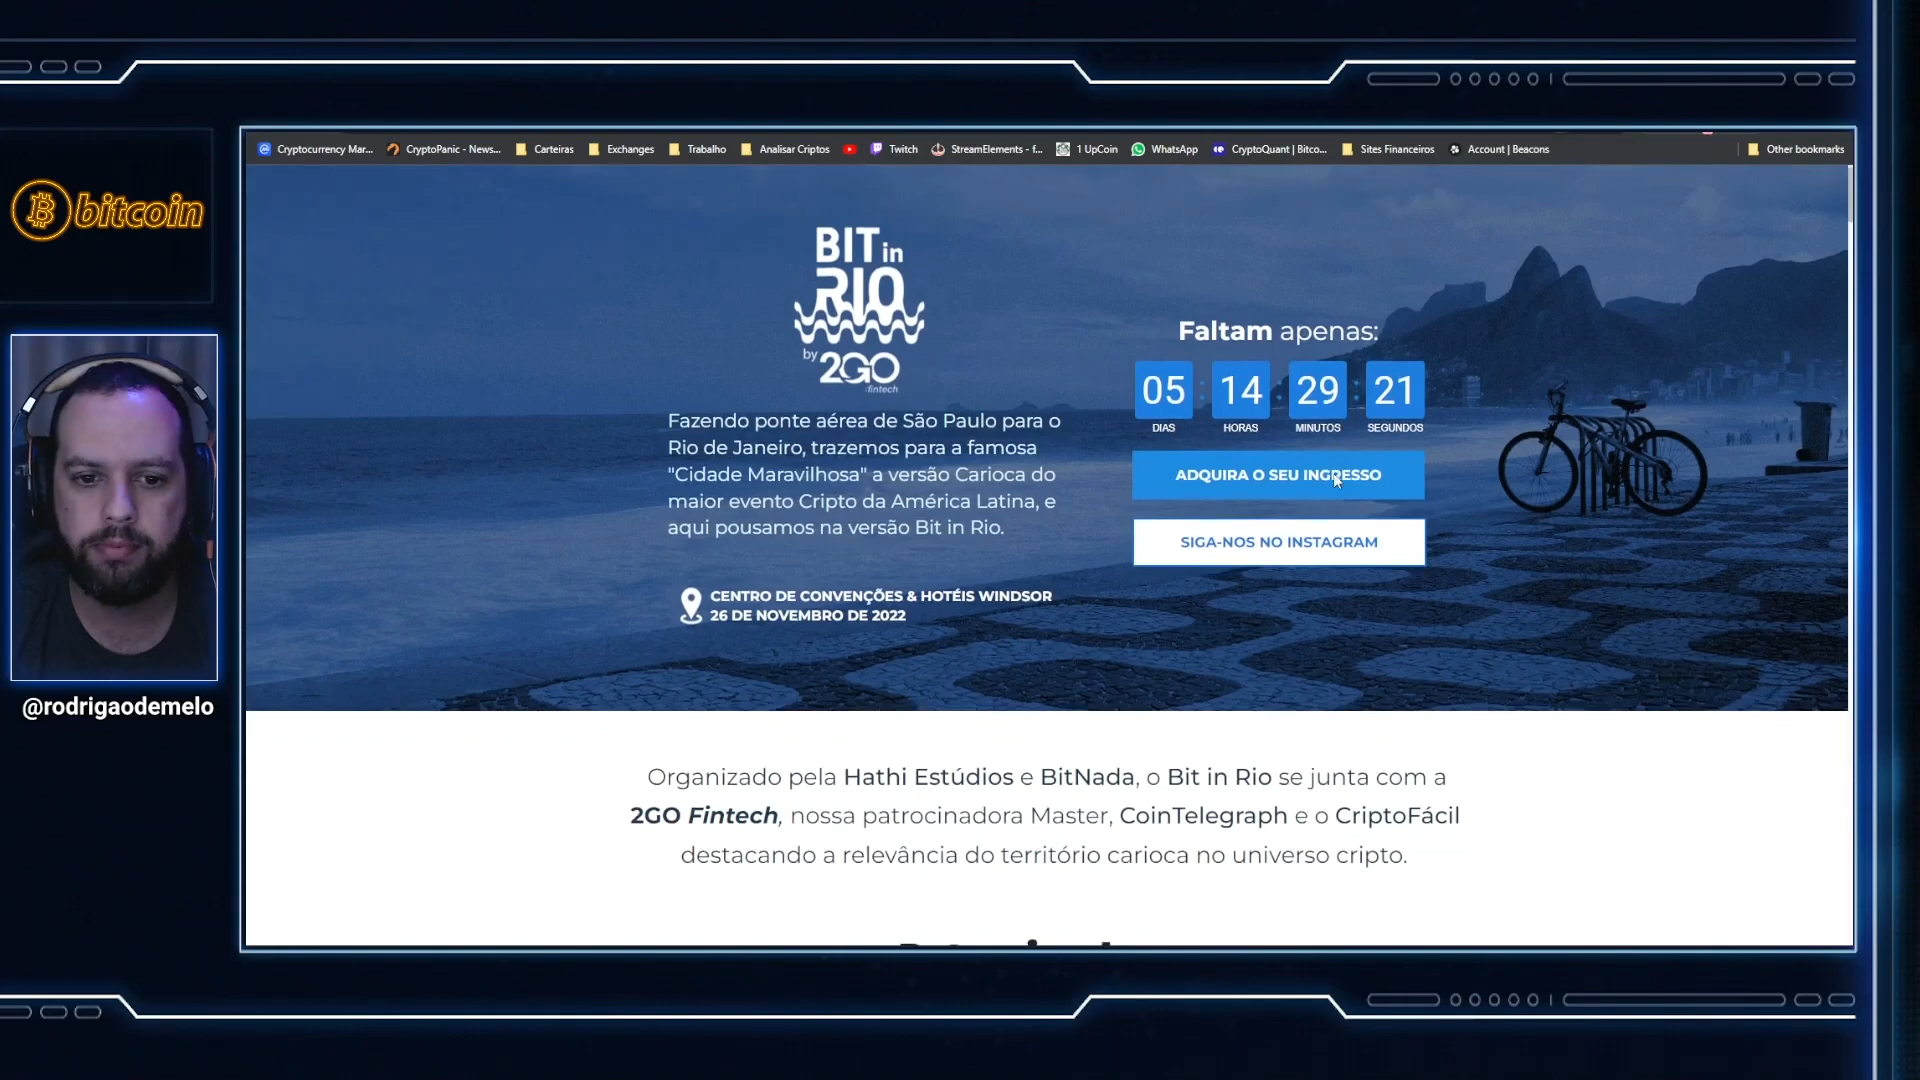 Cryptocurrency Mar...
CryptoPanic - News...
Carteiras
Exchanges
Trabalho
Analisar Criptos
Twitch
StreamElements - f...
1 UpCoin
WhatsApp
CryptoQuant | Bitco...
Sites Financeiros
Account | Beacons
Other bookmarks
bitcoin
@rodrigaodemelo
BIT in
RIO
by 2GO
:fintech
Fazendo ponte aérea de São Paulo para o
Rio de Janeiro, trazemos para a famosa
"Cidade Maravilhosa" a versão Carioca do
maior evento Cripto da América Latina, e
aqui pousamos na versão Bit in Rio.
CENTRO DE CONVENÇÕES & HOTÉIS WINDSOR
26 DE NOVEMBRO DE 2022
Faltam apenas:
05 : 14 : 29 : 21
DIAS HORAS MINUTOS SEGUNDOS
ADQUIRA O SEU INGRESSO
SIGA-NOS NO INSTAGRAM
Organizado pela Hathi Estúdios e BitNada, o Bit in Rio se junta com a
2GO Fintech, nossa patrocinadora Master, CoinTelegraph e o CriptoFácil
destacando a relevância do território carioca no universo cripto.